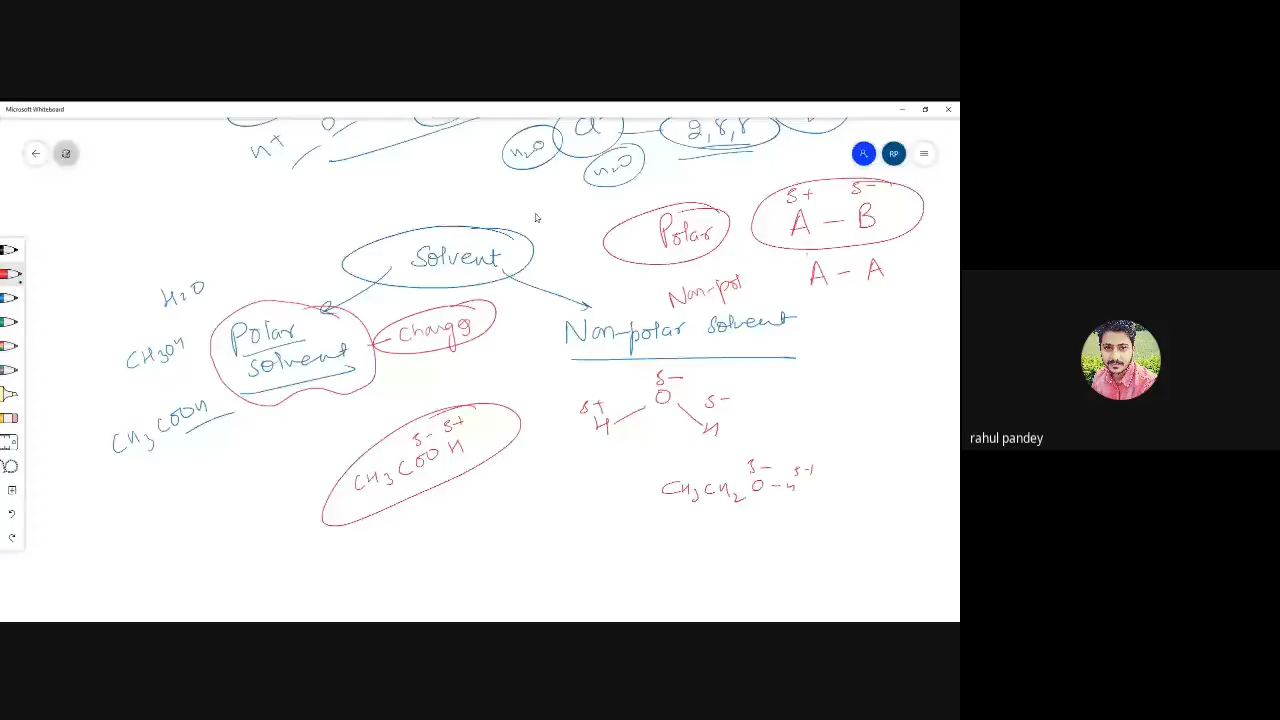 Microsoft Whiteboard
n+
Cl
2,8,8
H2O
H2O
RP
δ+ δ-
A - B
Polar
A - A
Non-pol
Solvent
H2O
Polar
solvent
Charge
Non-polar solvent
CH3OH
CH3COOH
δ- δ+
CH3COOH
δ-
δ+ O δ-
H H
δ- δ+
CH3CH2O-H
rahul pandey